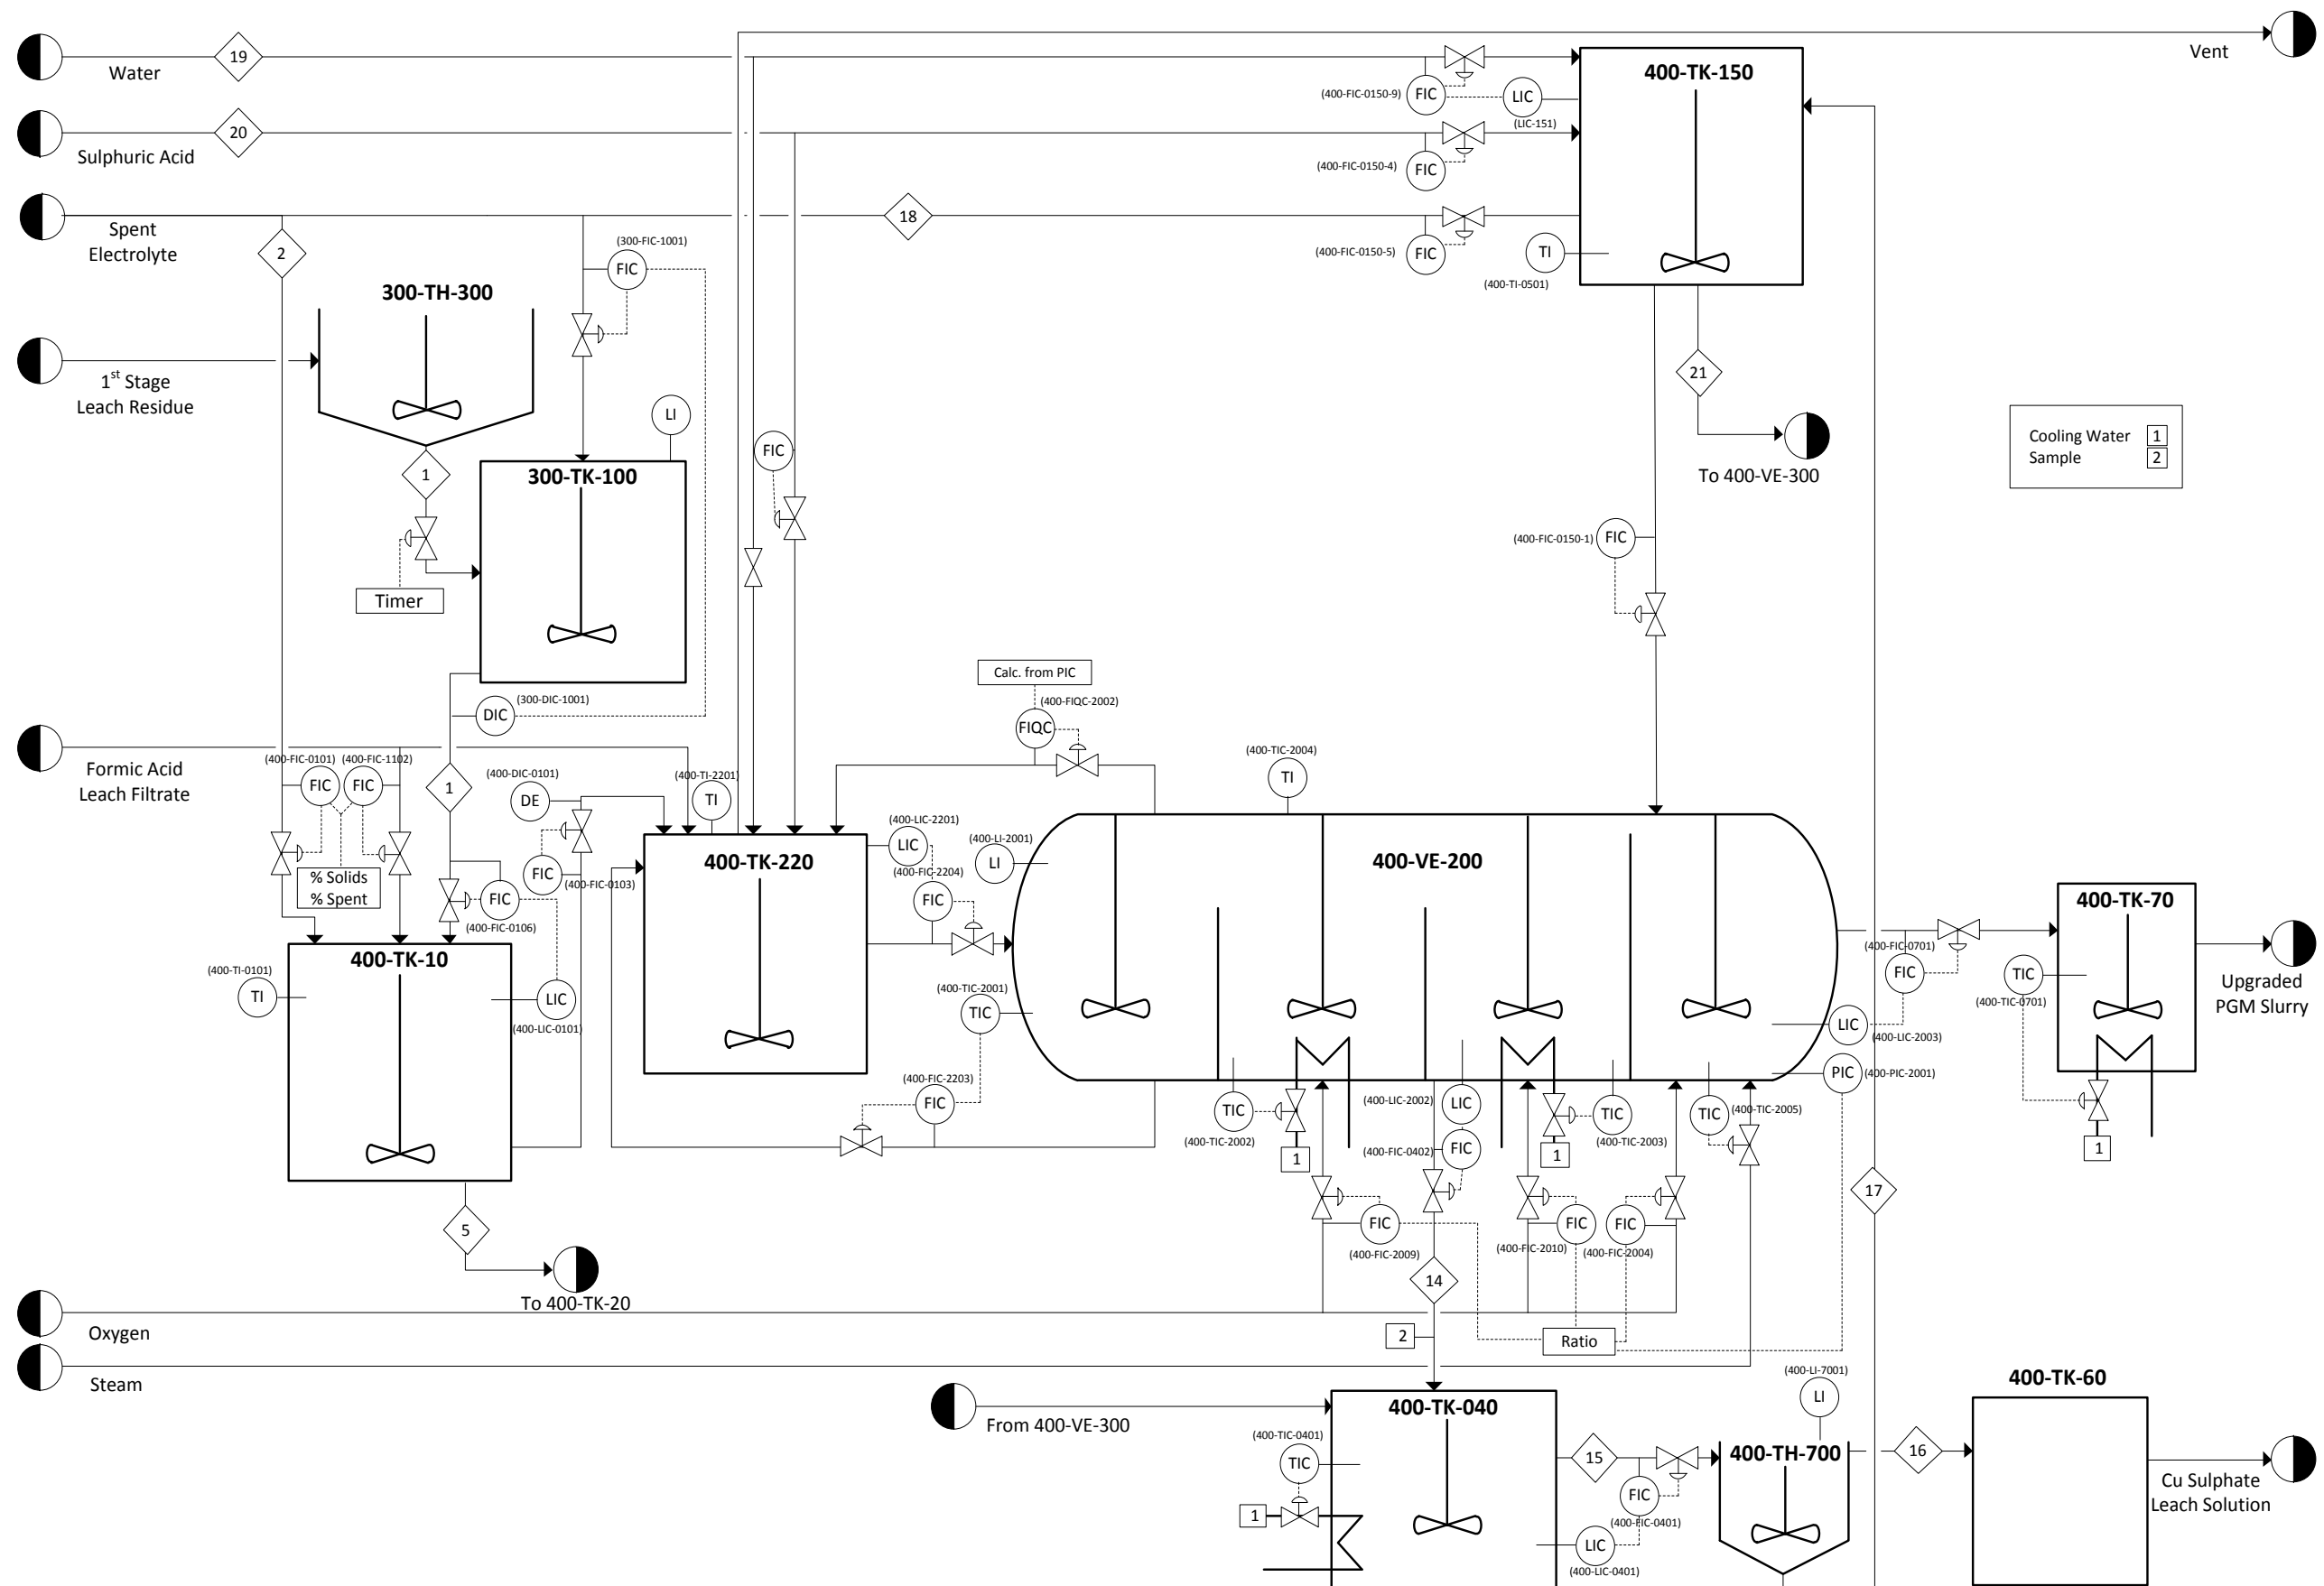 19
Water
Vent
400-TK-150
(400-FIC-0150-9)
FIC
LIC
(LIC-151)
20
Sulphuric Acid
(400-FIC-0150-4)
FIC
Spent
Electrolyte
18
2
(300-FIC-1001)
FIC
(400-FIC-0150-5)
FIC
TI
(400-TI-0501)
300-TH-300
1st Stage
Leach Residue
21
To 400-VE-300
Cooling Water 1
Sample 2
LI
FIC
1
300-TK-100
Timer
(400-FIC-0150-1)
FIC
Calc. from PIC
(400-FIQC-2002)
FIQC
(300-DIC-1001)
DIC
Formic Acid
Leach Filtrate
(400-FIC-0101)
(400-FIC-1102)
FIC
FIC
1
(400-DIC-0101)
DE
(400-TI-2201)
TI
(400-TIC-2004)
TI
% Solids
% Spent
FIC
(400-FIC-0106)
FIC
(400-FIC-0103)
400-TK-220
(400-LIC-2201)
LIC
(400-FIC-2204)
FIC
(400-LI-2001)
LI
400-VE-200
400-TK-70
(400-FIC-0701)
FIC
TIC
(400-TIC-0701)
Upgraded
PGM Slurry
400-TK-10
(400-TI-0101)
TI
LIC
(400-LIC-0101)
(400-TIC-2001)
TIC
LIC
(400-LIC-2003)
PIC
(400-PIC-2001)
(400-FIC-2203)
FIC
TIC
(400-TIC-2002)
1
(400-LIC-2002)
LIC
(400-FIC-0402)
FIC
TIC
(400-TIC-2003)
1
TIC
(400-TIC-2005)
1
17
5
To 400-TK-20
FIC
(400-FIC-2009)
14
FIC
(400-FIC-2010)
FIC
(400-FIC-2004)
Oxygen
2
Ratio
Steam
From 400-VE-300
400-TK-040
(400-TIC-0401)
TIC
1
15
FIC
(400-FIC-0401)
LIC
(400-LIC-0401)
(400-LI-7001)
LI
400-TH-700
16
400-TK-60
Cu Sulphate
Leach Solution